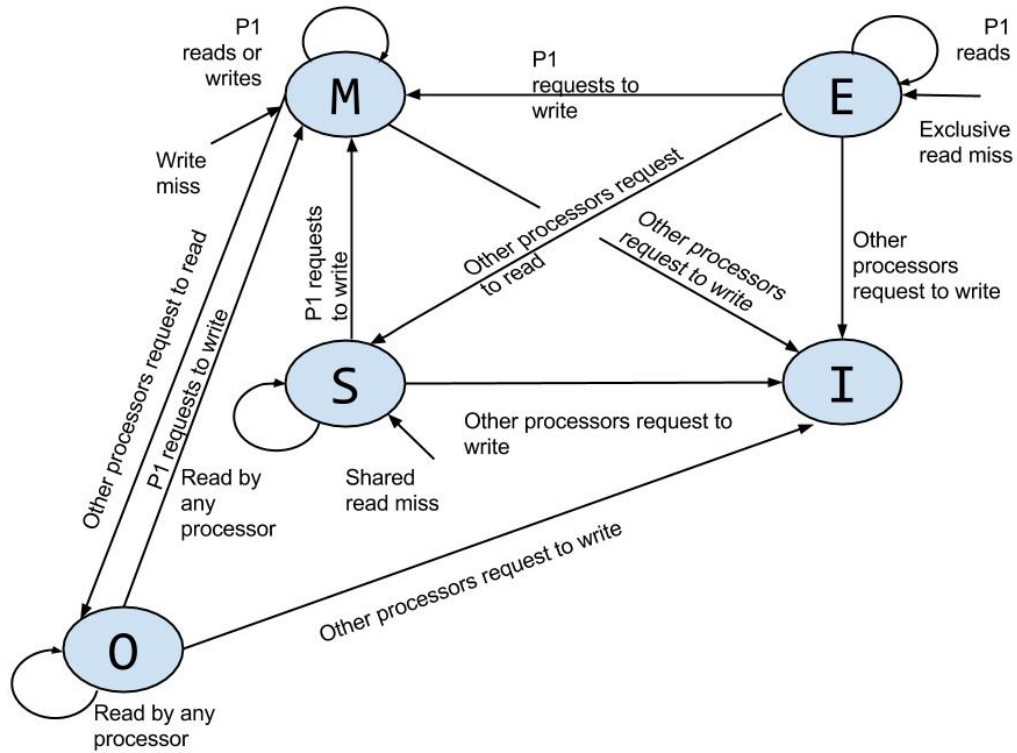 P1
reads or
writes
M
P1
requests to
write
E
P1
reads
Exclusive
read miss
Write
miss
Other processors request to read
P1 requests to write
P1 requests
to write
Other processors request
to read
Other processors
request to write
Other
processors
request to write
S
I
Other processors request to
write
Read by
any
processor
Shared
read miss
Other processors request to write
O
Read by any
processor